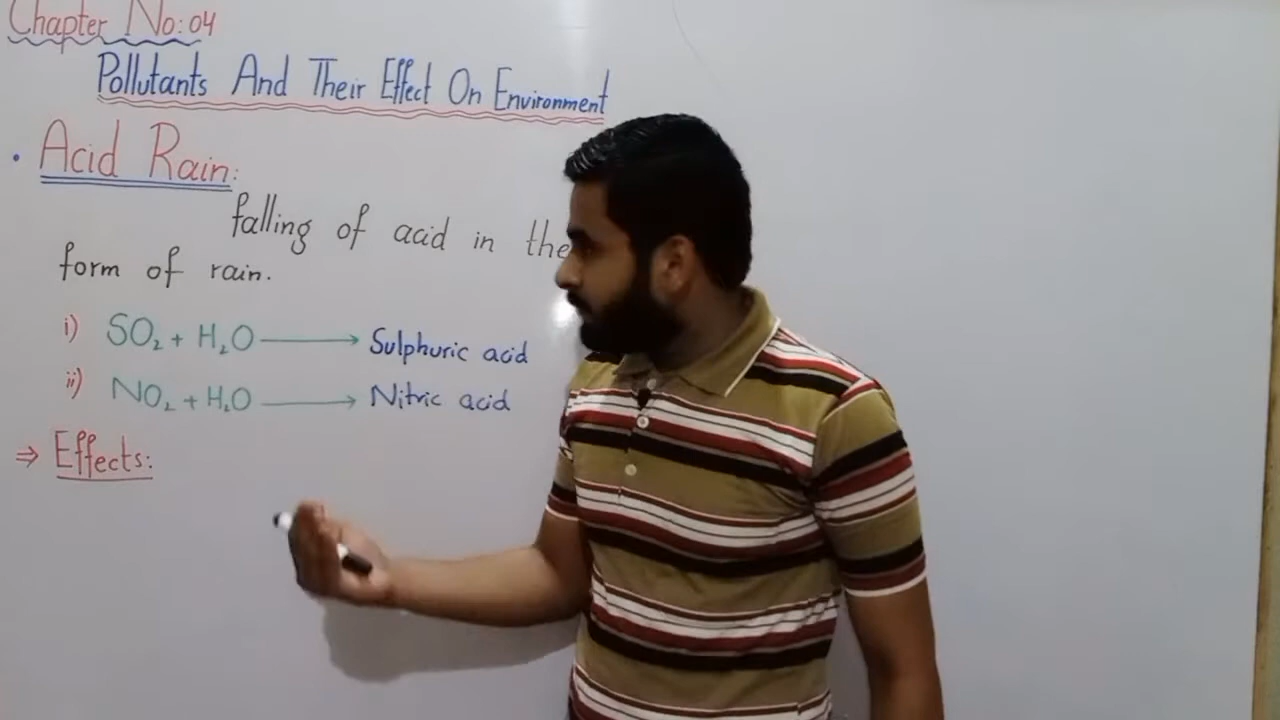 Chapter No:04
Pollutants And Their Effect On Environment
• Acid Rain:
falling of acid in the
form of rain.
i) SO₂ + H₂O ⟶ Sulphuric acid
ii) NO₂ + H₂O ⟶ Nitric acid
⇒ Effects: